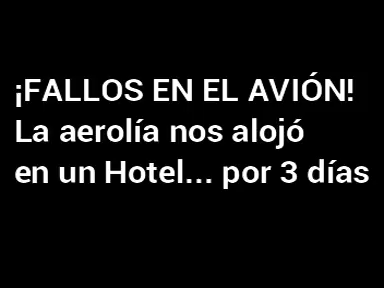 ¡FALLOS EN EL AVIÓN!
La aerolía nos alojó
en un Hotel... por 3 días